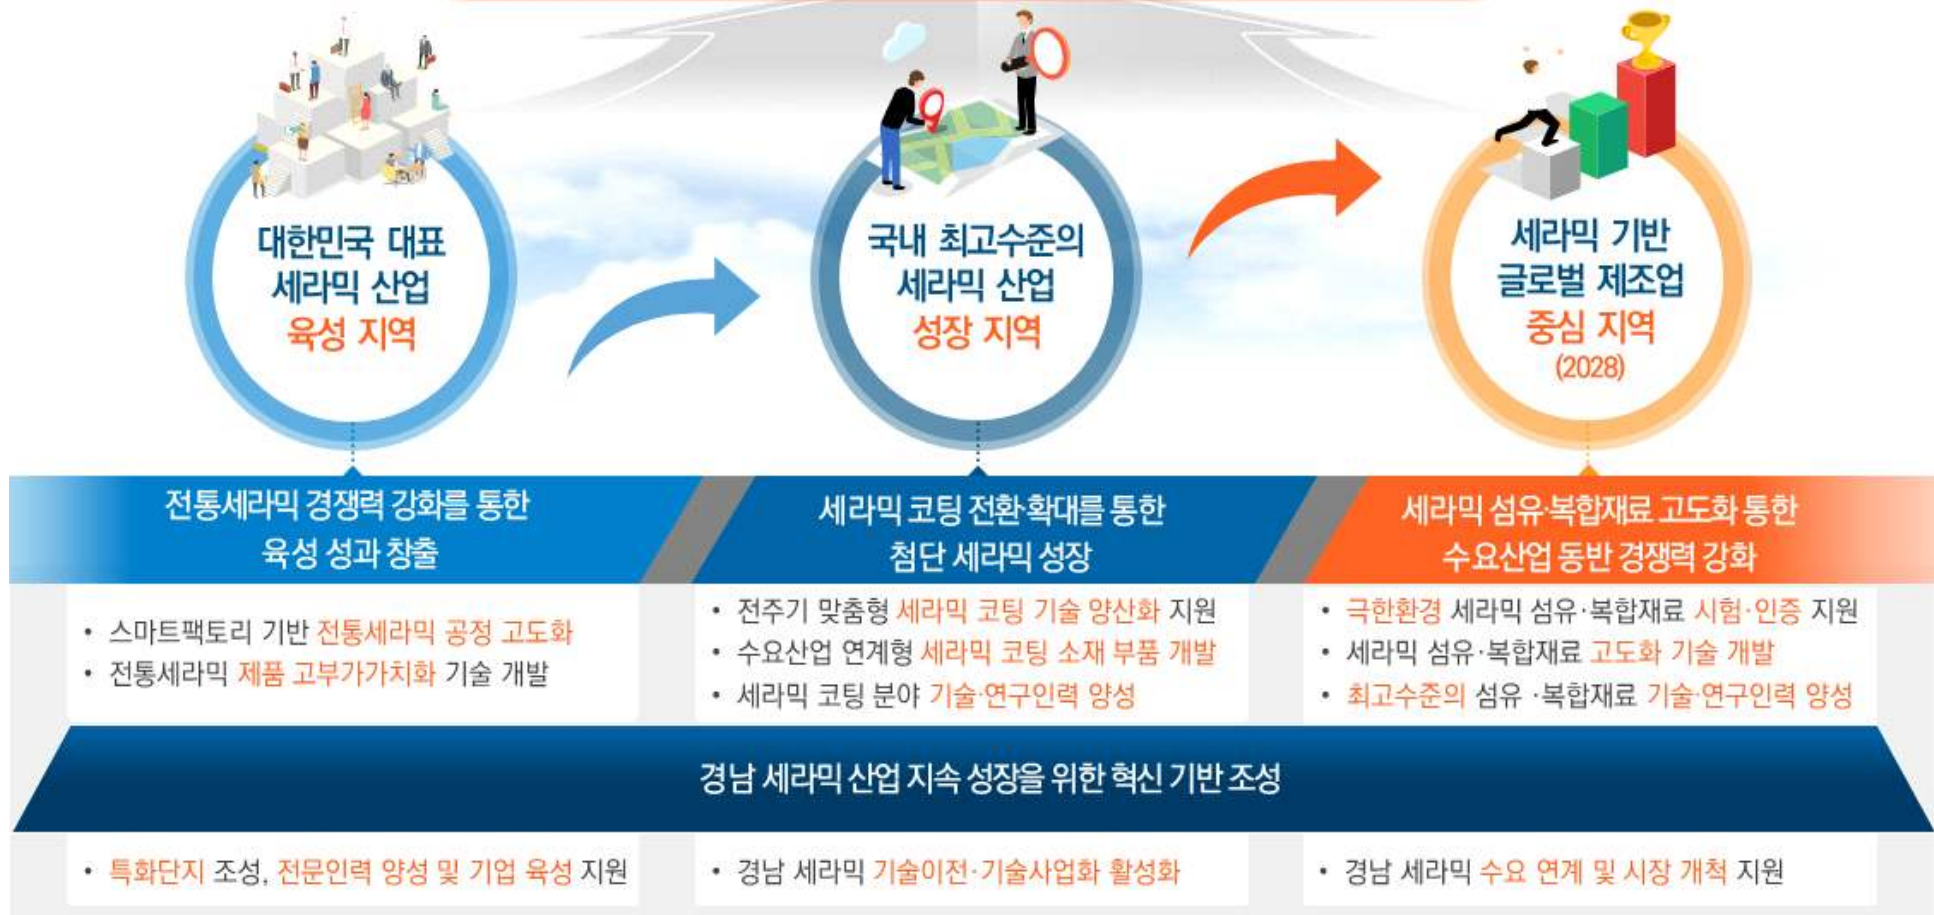 대한민국 대표
세라믹 산업
육성 지역
국내 최고수준의
세라믹 산업
성장 지역
세라믹 기반
글로벌 제조업
중심 지역
(2028)
전통세라믹 경쟁력 강화를 통한
육성 성과 창출
세라믹 코팅 전환·확대를 통한
첨단 세라믹 성장
세라믹 섬유·복합재료 고도화 통한
수요산업 동반 경쟁력 강화
• 스마트팩토리 기반 전통세라믹 공정 고도화
• 전통세라믹 제품 고부가가치화 기술 개발
• 전주기 맞춤형 세라믹 코팅 기술 양산화 지원
• 수요산업 연계형 세라믹 코팅 소재 부품 개발
• 세라믹 코팅 분야 기술·연구인력 양성
• 극한환경 세라믹 섬유·복합재료 시험·인증 지원
• 세라믹 섬유·복합재료 고도화 기술 개발
• 최고수준의 섬유 ·복합재료 기술·연구인력 양성
경남 세라믹 산업 지속 성장을 위한 혁신 기반 조성
• 특화단지 조성, 전문인력 양성 및 기업 육성 지원
• 경남 세라믹 기술이전·기술사업화 활성화
• 경남 세라믹 수요 연계 및 시장 개척 지원